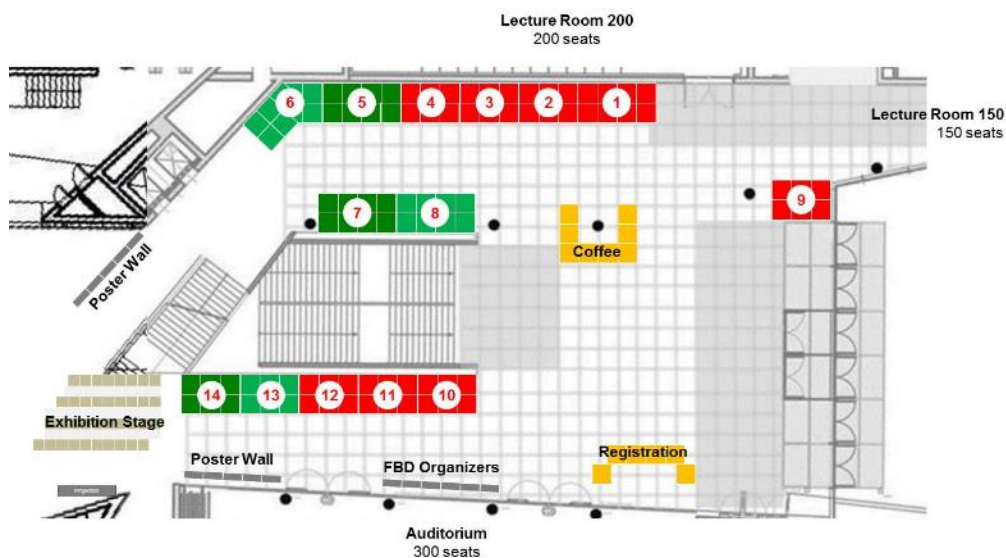 Lecture Room 200
200 seats
6
5
4
3
2
1
Lecture Room 150
150 seats
9
7
8
Coffee
Poster Wall
14
13
12
11
10
Exhibition Stage
Poster Wall
FBD Organizers
Registration
Auditorium
300 seats